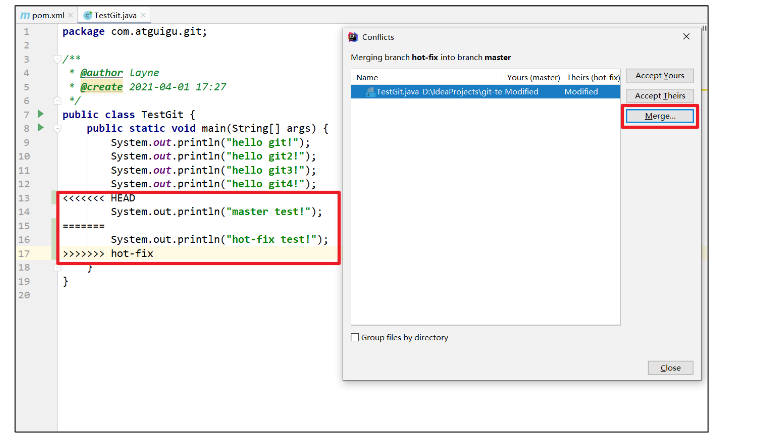 pom.xml
TestGit.java
1 package com.atguigu.git;
2
3 /**
4 * @author Layne
5 * @create 2021-04-01 17:27
6 */
7 public class TestGit {
8 public static void main(String[] args) {
9 System.out.println("hello git!");
10 System.out.println("hello git2!");
11 System.out.println("hello git3!");
12 System.out.println("hello git4!");
13 <<<<<<< HEAD
14 System.out.println("master test!");
15 =======
16 System.out.println("hot-fix test!");
17 >>>>>>> hot-fix
18 }
19 }
20
Conflicts
Merging branch hot-fix into branch master
Name Yours (master) Theirs (hot-fix)
TestGit.java D:\IdeaProjects\git-te Modified Modified
Accept Yours
Accept Theirs
Merge...
Group files by directory
Close